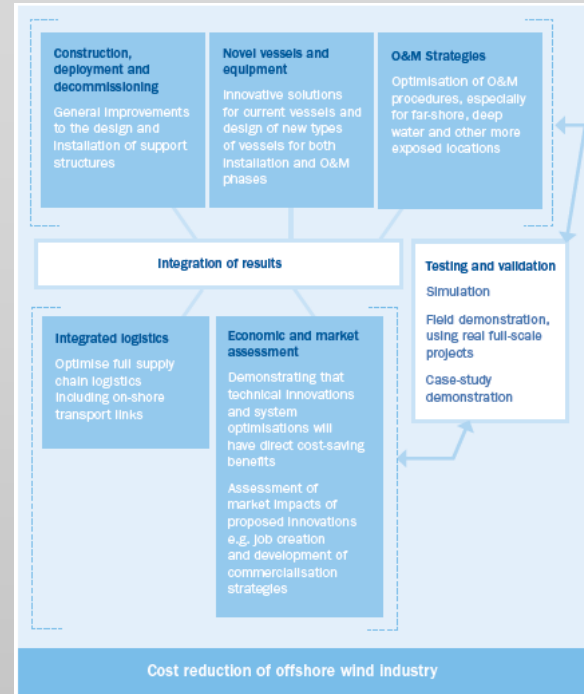 Construction,
deployment and
decommissioning
General improvements
to the design and
installation of support
structures
Novel vessels and
equipment
Innovative solutions
for current vessels and
design of new types
of vessels for both
installation and O&M
phases
O&M Strategies
Optimisation of O&M
procedures, especially
for far-shore, deep
water and other more
exposed locations
Integration of results
Testing and validation
Simulation
Field demonstration,
using real full-scale
projects
Case-study
demonstration
Integrated logistics
Optimise full supply
chain logistics
including on-shore
transport links
Economic and market
assessment
Demonstrating that
technical innovations
and system
optimisations will
have direct cost-saving
benefits
Assessment of
market impacts of
proposed innovations
e.g. job creation
and development of
commercialisation
strategies
Cost reduction of offshore wind industry